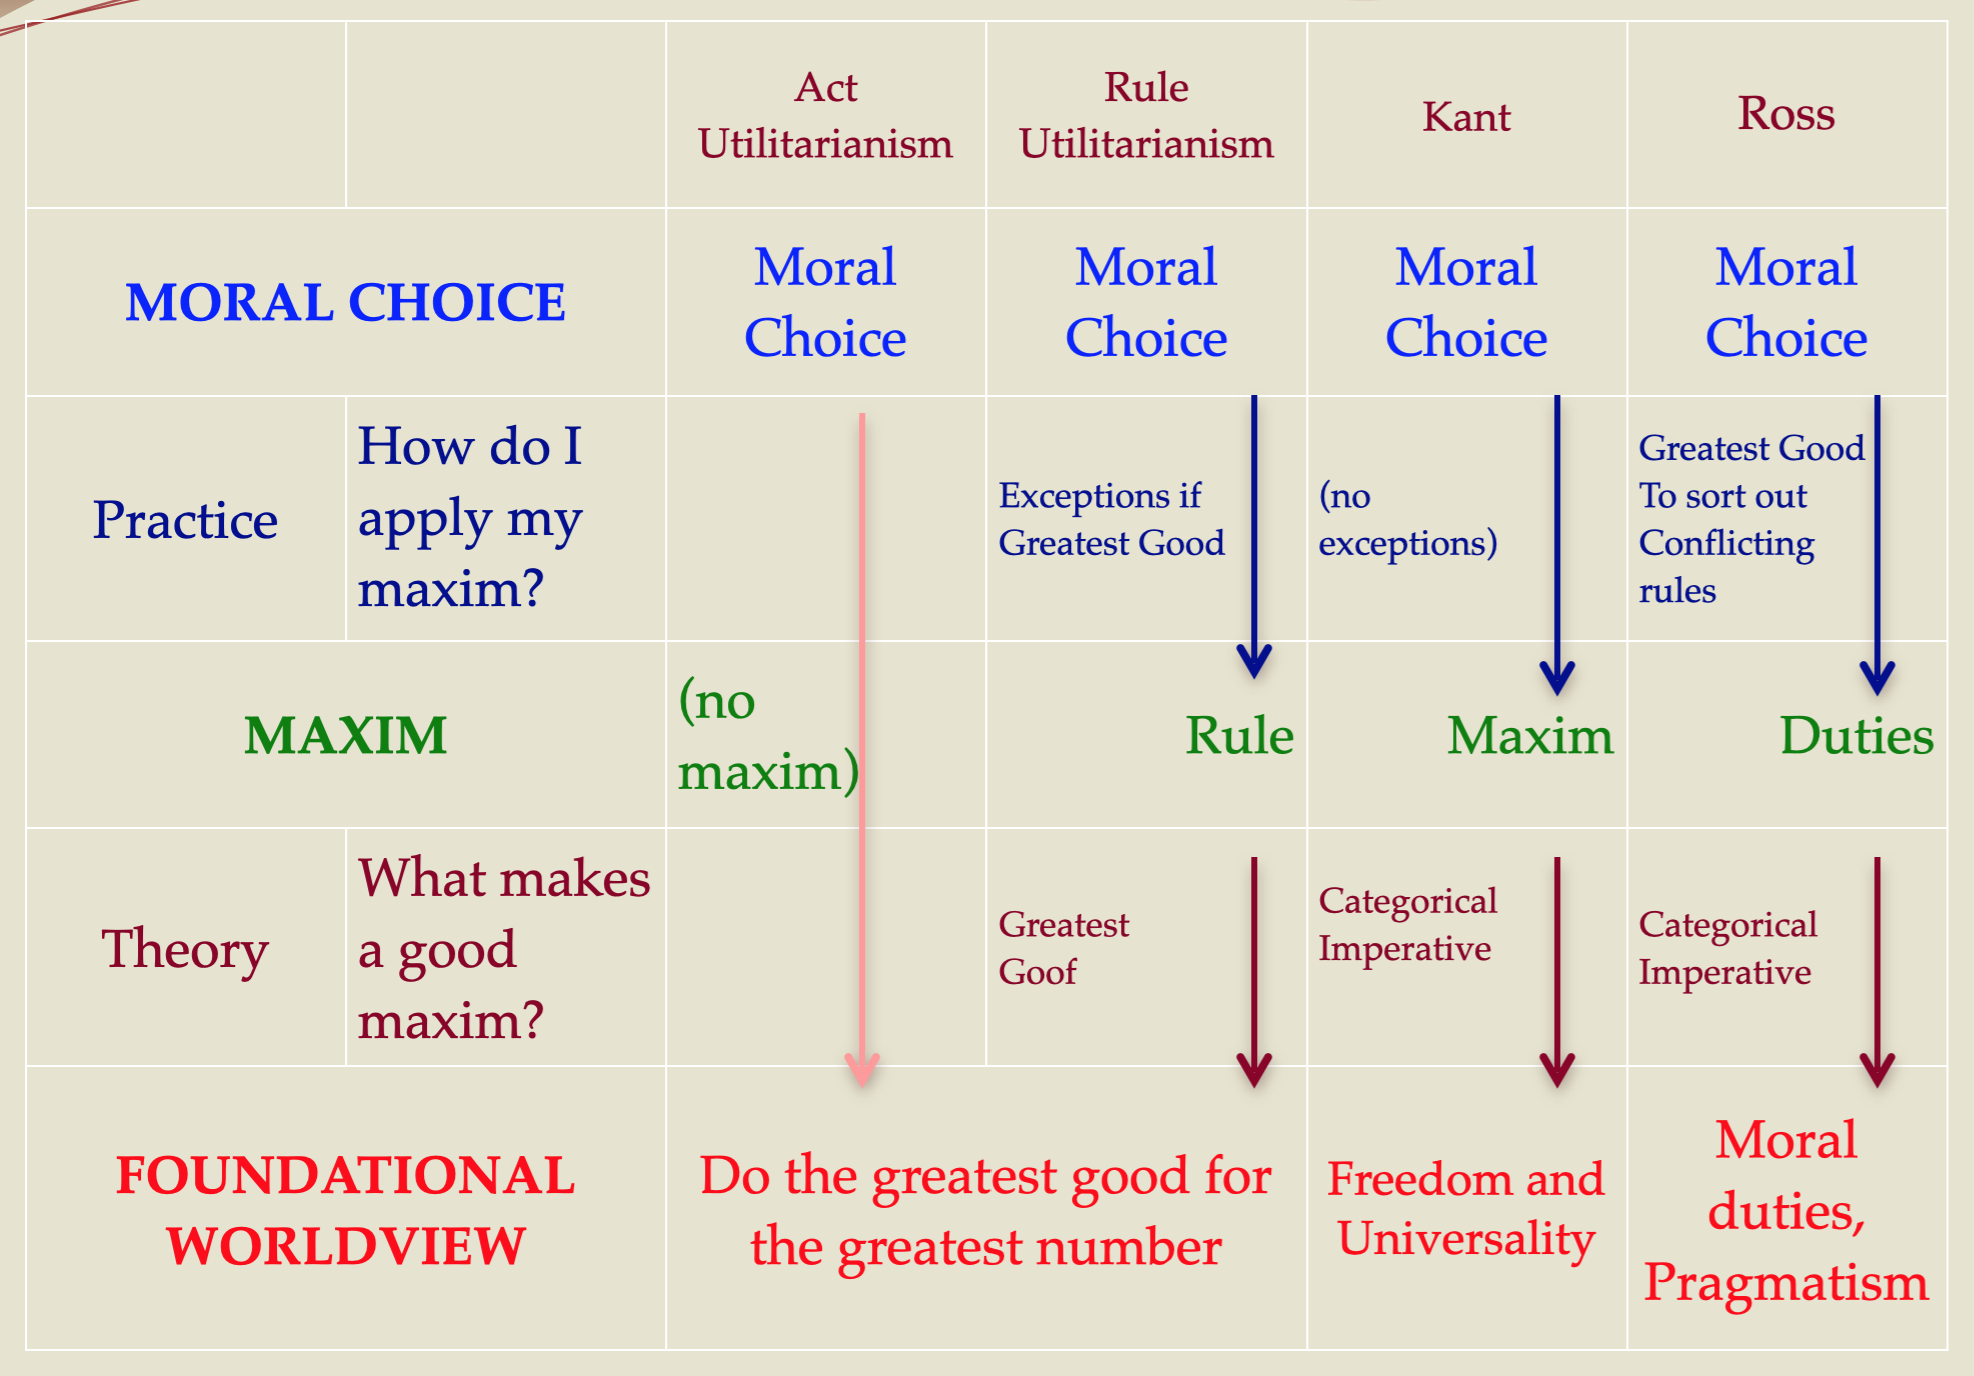 Act
Utilitarianism
Rule
Utilitarianism
Kant
Ross
MORAL CHOICE
Moral
Choice
Moral
Choice
Moral
Choice
Moral
Choice
Practice
How do I
apply my
maxim?
Exceptions if
Greatest Good
(no
exceptions)
Greatest Good
To sort out
Conflicting
rules
MAXIM
(no
maxim)
Rule
Maxim
Duties
Theory
What makes
a good
maxim?
Greatest
Goof
Categorical
Imperative
Categorical
Imperative
FOUNDATIONAL
WORLDVIEW
Do the greatest good for
the greatest number
Freedom and
Universality
Moral
duties,
Pragmatism